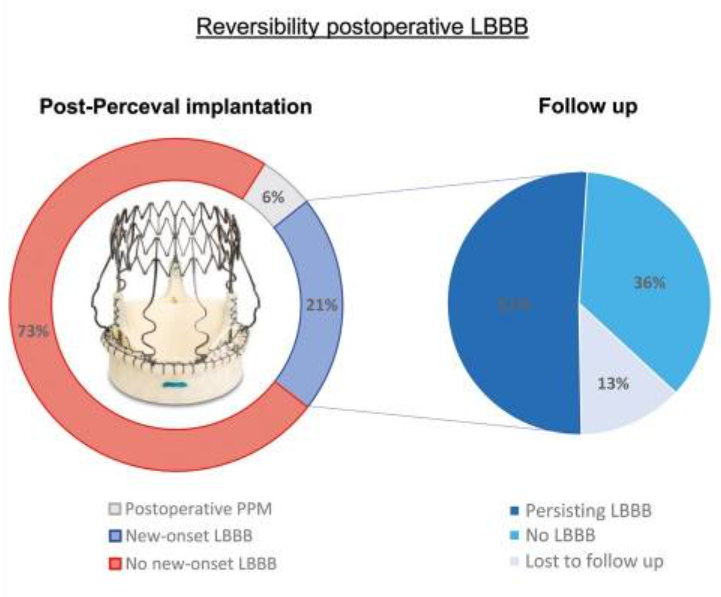 Reversibility postoperative LBBB
Post-Perceval implantation
Follow up
6%
21%
73%
36%
13%
Postoperative PPM
New-onset LBBB
No new-onset LBBB
Persisting LBBB
No LBBB
Lost to follow up